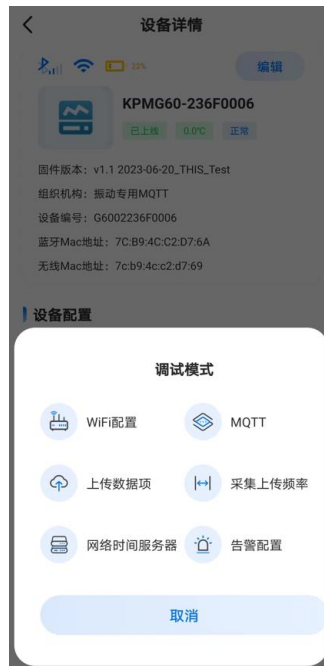 设备详情
22%
编辑
KPMG60-236F0006
已上线 0.0℃ 正常
固件版本：v1.1 2023-06-20_THIS_Test
组织机构：振动专用MQTT
设备编号：G6002236F0006
蓝牙Mac地址：7C:B9:4C:C2:D7:6A
无线Mac地址：7c:b9:4c:c2:d7:69
设备配置
调试模式
WiFi配置 MQTT
上传数据项 采集上传频率
网络时间服务器 告警配置
取消